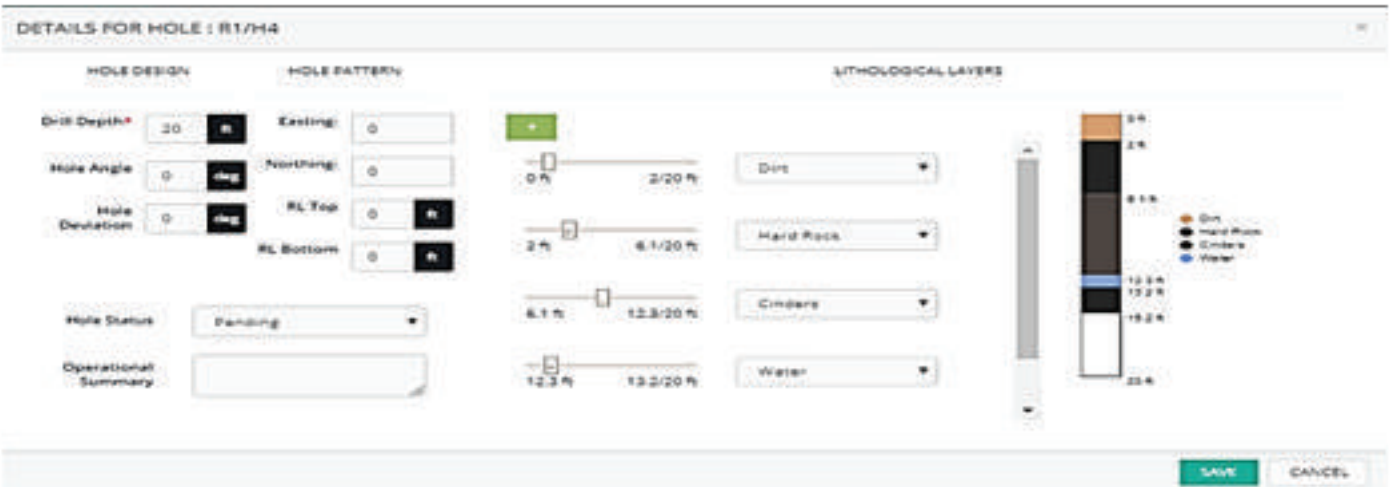 DETAILS FOR HOLE : R1/H4
HOLE DESIGN
HOLE PATTERN
LITHOLOGICAL LAYERS
Drill Depth* 20 ft
Hole Angle 0 deg
Hole
Deviation 0 deg
Easting: 0
Northing: 0
RL Top 0 ft
RL Bottom 0 ft
Hole Status Pending
Operational
Summary
+
0 ft 2/20 ft Dirt
2 ft 6.1/20 ft Hard Rock
6.1 ft 12.3/20 ft Cinders
12.3 ft 13.2/20 ft Water
0 ft
2 ft
6.1 ft
12.3 ft
13.2 ft
15.2 ft
20 ft
Dirt
Hard Rock
Cinders
Water
SAVE CANCEL